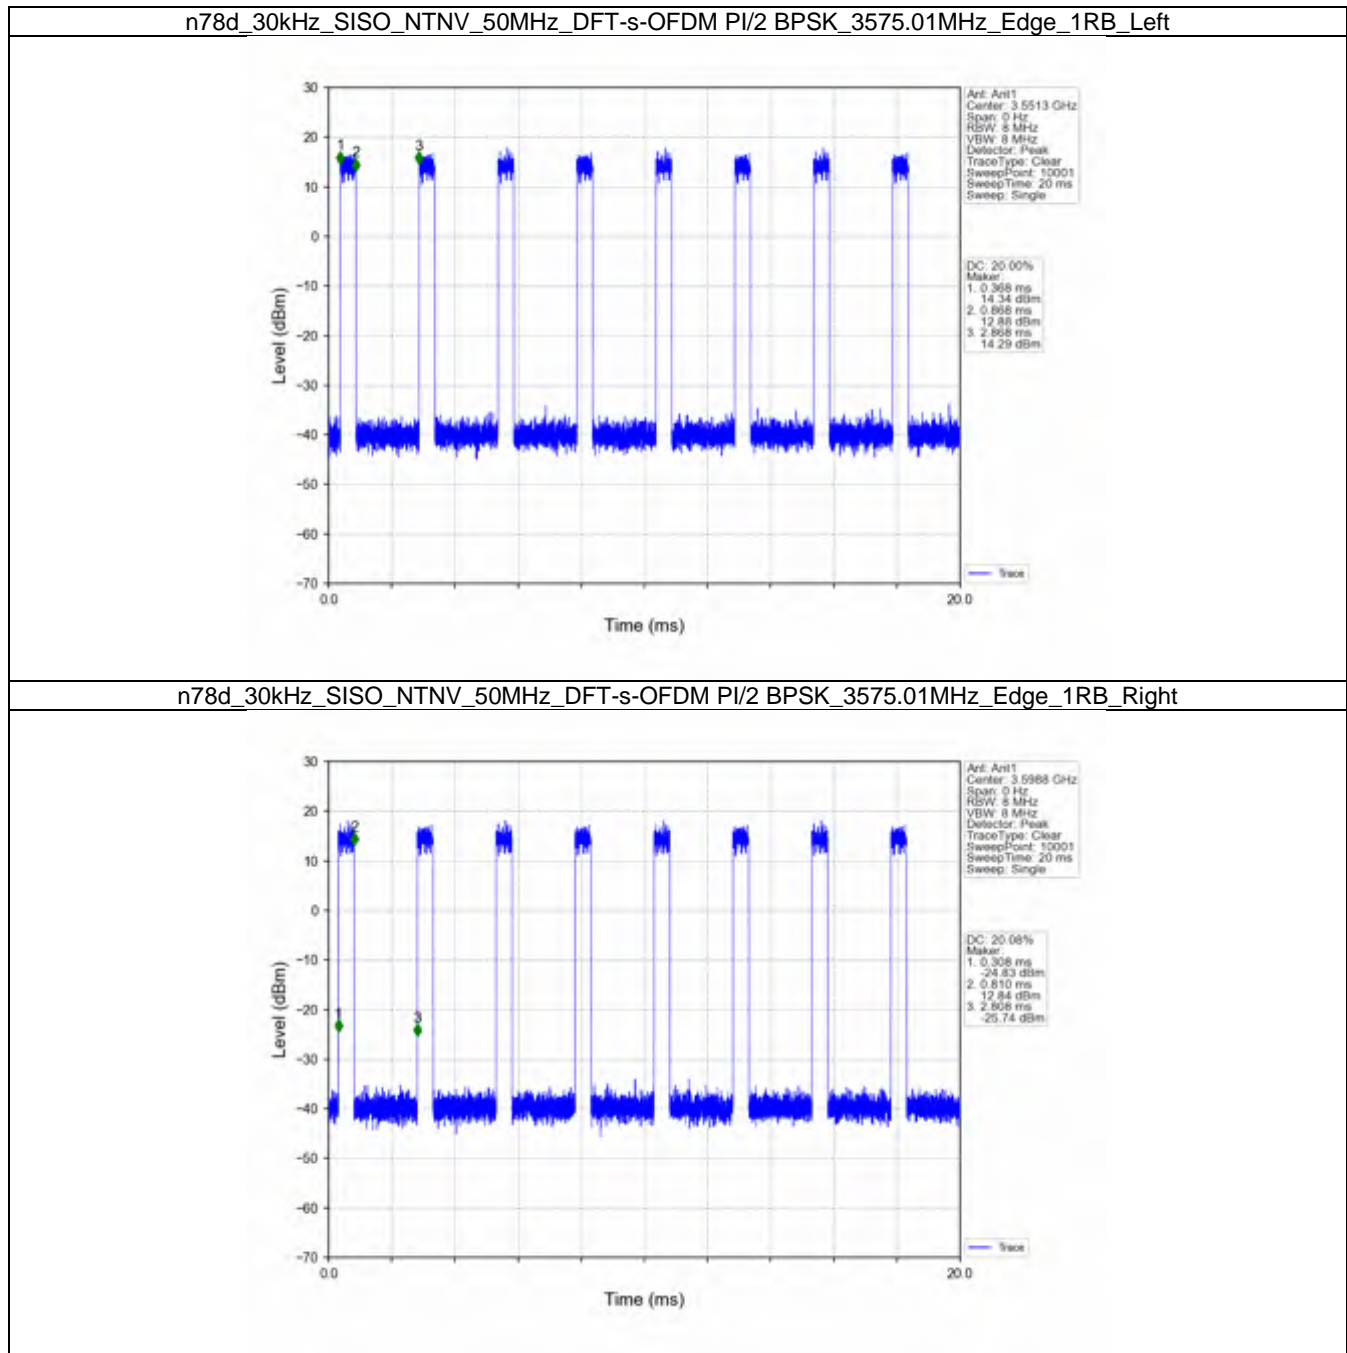 n78d_30kHz_SISO_NTNV_50MHz_DFT-s-OFDM PI/2 BPSK_3575.01MHz_Edge_1RB_Left
30
20
10
0
−10
−20
−30
−40
−50
−60
−70
Level (dBm)
1
2
3
0.0
20.0
Time (ms)
Ant: Ant1
Center: 3.5513 GHz
Span: 0 Hz
RBW: 8 MHz
VBW: 8 MHz
Detector: Peak
TraceType: Clear
SweepPoint: 10001
SweepTime: 20 ms
Sweep: Single
DC: 20.00%
Maker:
1. 0.368 ms
14.34 dBm
2. 0.868 ms
12.88 dBm
3. 2.868 ms
14.29 dBm
Trace
n78d_30kHz_SISO_NTNV_50MHz_DFT-s-OFDM PI/2 BPSK_3575.01MHz_Edge_1RB_Right
30
20
10
0
−10
−20
−30
−40
−50
−60
−70
Level (dBm)
1
2
3
0.0
20.0
Time (ms)
Ant: Ant1
Center: 3.5988 GHz
Span: 0 Hz
RBW: 8 MHz
VBW: 8 MHz
Detector: Peak
TraceType: Clear
SweepPoint: 10001
SweepTime: 20 ms
Sweep: Single
DC: 20.08%
Maker:
1. 0.308 ms
-24.83 dBm
2. 0.810 ms
12.84 dBm
3. 2.808 ms
-25.74 dBm
Trace